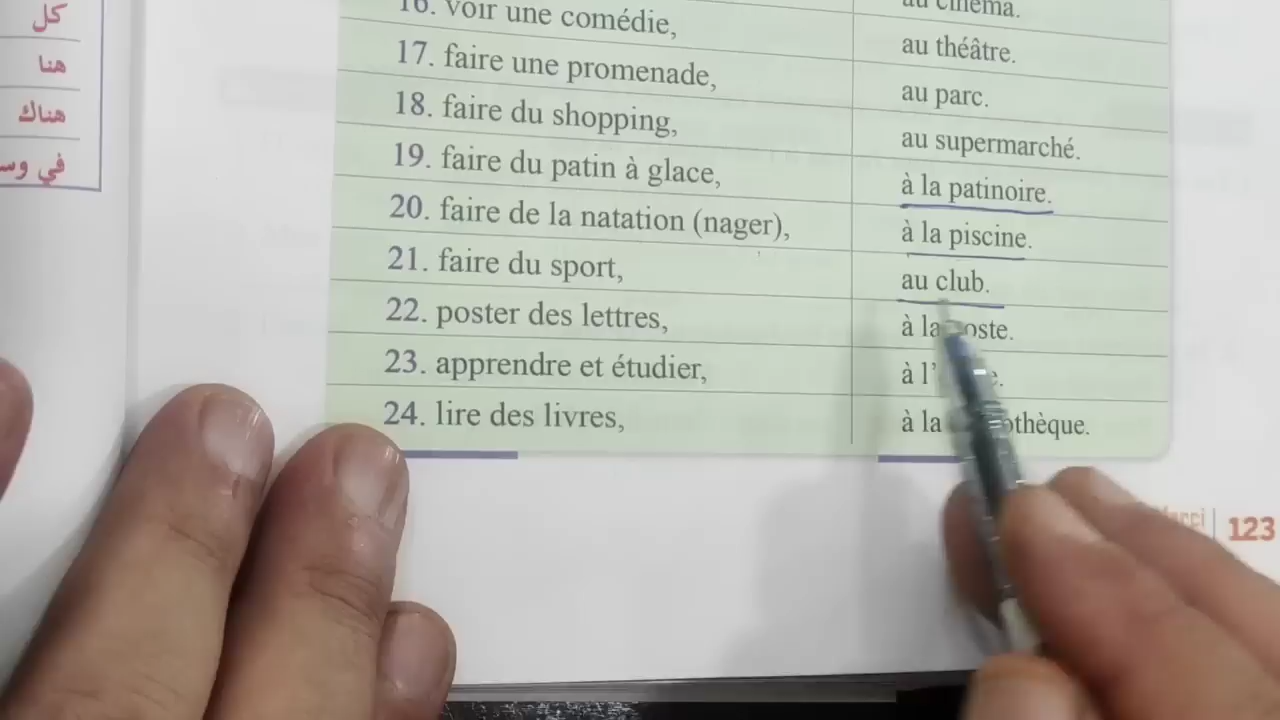 كل
هنا
هناك
في
au cinéma.
16. voir une comédie, au théâtre.
17. faire une promenade, au parc.
18. faire du shopping, au supermarché.
19. faire du patin à glace, à la patinoire.
20. faire de la natation (nager), à la piscine.
21. faire du sport, au club.
22. poster des lettres, à la
23. apprendre et étudier, à
24. lire des livres, à la
123